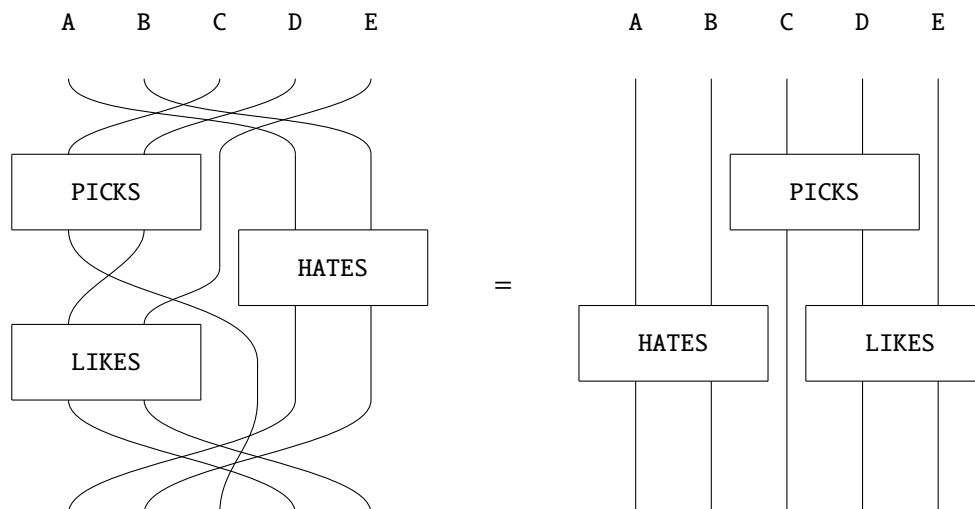 A B C D E
PICKS
HATES
LIKES
=
A B C D E
PICKS
HATES
LIKES